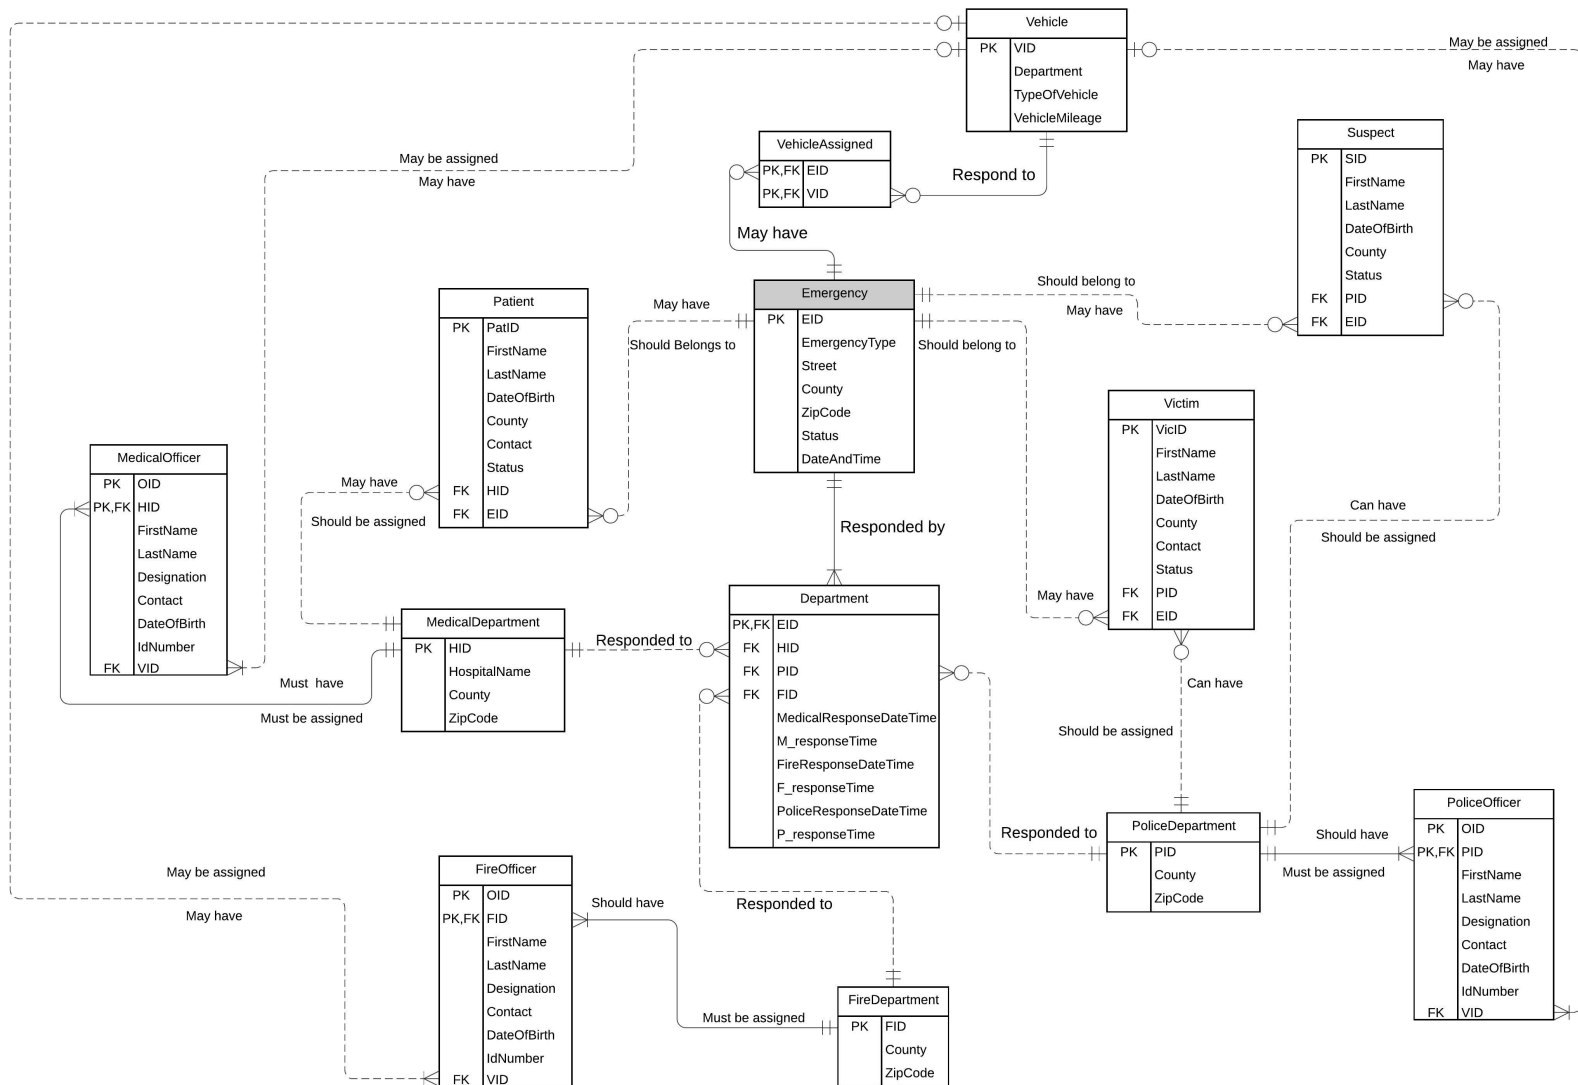 Vehicle
PK VID
Department
TypeOfVehicle
VehicleMileage
May be assigned
May have
VehicleAssigned
PK,FK EID
PK,FK VID
Respond to
May have
May be assigned
May have
Suspect
PK SID
FirstName
LastName
DateOfBirth
County
Status
FK PID
FK EID
Should belong to
May have
Emergency
PK EID
EmergencyType
Street
County
ZipCode
Status
DateAndTime
May have
Should Belongs to
Should belong to
May have
Patient
PK PatID
FirstName
LastName
DateOfBirth
County
Contact
Status
FK HID
FK EID
Victim
PK VicID
FirstName
LastName
DateOfBirth
County
Contact
Status
FK PID
FK EID
Can have
Should be assigned
MedicalOfficer
PK OID
PK,FK HID
FirstName
LastName
Designation
Contact
DateOfBirth
IdNumber
FK VID
May have
Should be assigned
Responded by
MedicalDepartment
PK HID
HospitalName
County
ZipCode
Must have
Must be assigned
Responded to
Department
PK,FK EID
FK HID
FK PID
FK FID
MedicalResponseDateTime
M_responseTime
FireResponseDateTime
F_responseTime
PoliceResponseDateTime
P_responseTime
Can have
Should be assigned
Responded to
PoliceDepartment
PK PID
County
ZipCode
Should have
Must be assigned
PoliceOfficer
PK OID
PK,FK PID
FirstName
LastName
Designation
Contact
DateOfBirth
IdNumber
FK VID
May be assigned
May have
FireOfficer
PK OID
PK,FK FID
FirstName
LastName
Designation
Contact
DateOfBirth
IdNumber
FK VID
Should have
Must be assigned
Responded to
FireDepartment
PK FID
County
ZipCode